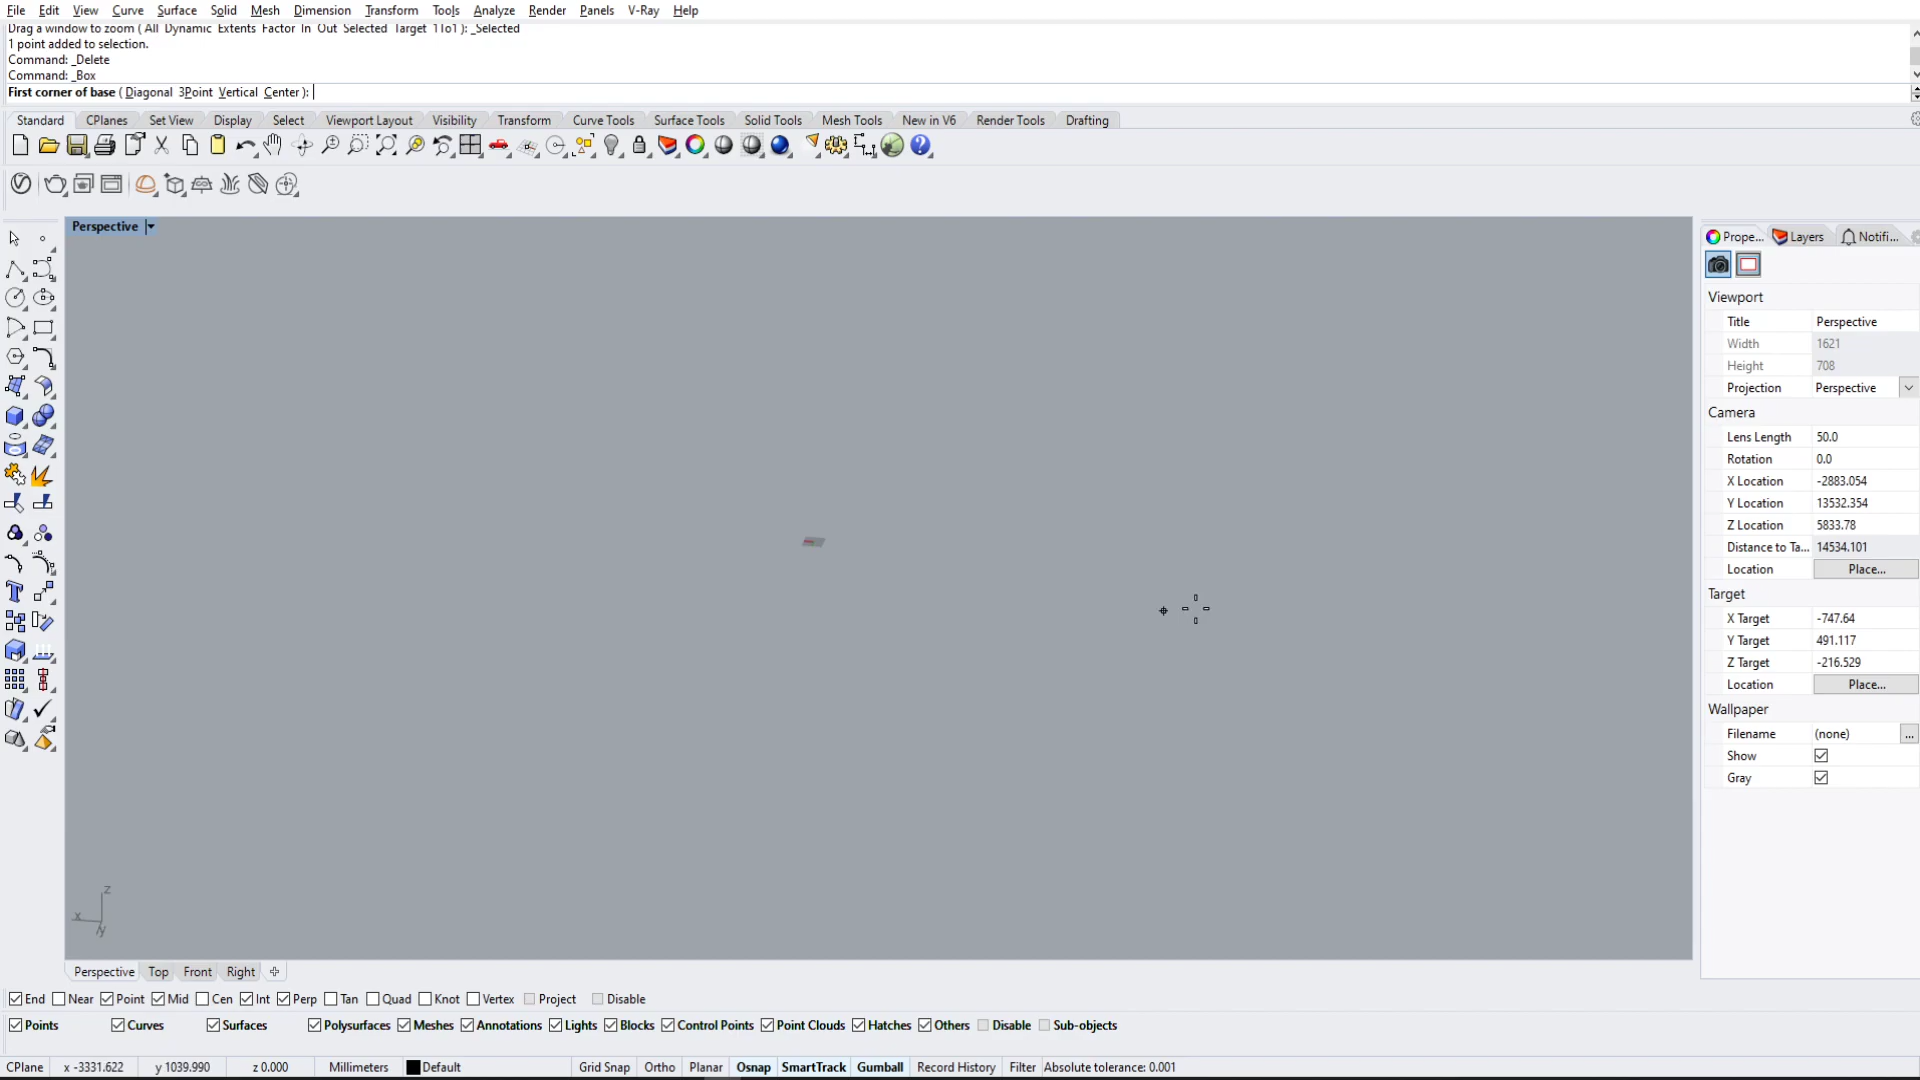 File Edit View Curve Surface Solid Mesh Dimension Transform Tools Analyze Render Panels V-Ray Help
Drag a window to zoom ( All Dynamic Extents Factor In Out Selected Target 1To1 ): _Selected
1 point added to selection.
Command: _Delete
Command: _Box
First corner of base ( Diagonal 3Point Vertical Center ):
Standard CPlanes Set View Display Select Viewport Layout Visibility Transform Curve Tools Surface Tools Solid Tools Mesh Tools New in V6 Render Tools Drafting
Perspective
Prope... Layers Notifi...
Viewport
Title Perspective
Width 1621
Height 708
Projection Perspective
Camera
Lens Length 50.0
Rotation 0.0
X Location -2883.054
Y Location 13532.354
Z Location 5833.78
Distance to Ta... 14534.101
Location Place...
Target
X Target -747.64
Y Target 491.117
Z Target -216.529
Location Place...
Wallpaper
Filename (none) ...
Show
Gray
z
x
y
Perspective Top Front Right
End Near Point Mid Cen Int Perp Tan Quad Knot Vertex Project Disable
Points Curves Surfaces Polysurfaces Meshes Annotations Lights Blocks Control Points Point Clouds Hatches Others Disable Sub-objects
CPlane x -3331.622 y 1039.990 z 0.000 Millimeters Default Grid Snap Ortho Planar Osnap SmartTrack Gumball Record History Filter Absolute tolerance: 0.001